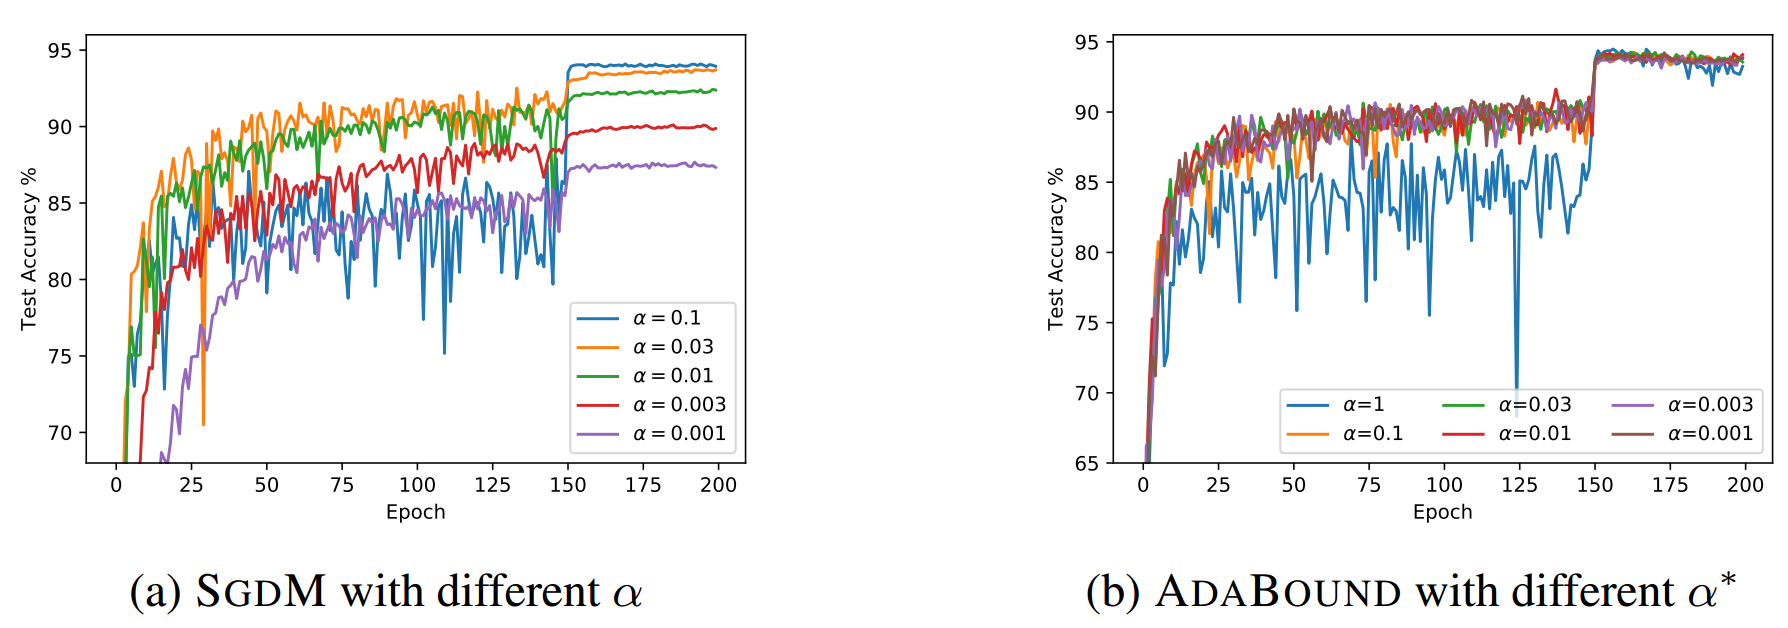 95
90
85
80
75
70
Test Accuracy %
0 25 50 75 100 125 150 175 200
Epoch
α = 0.1
α = 0.03
α = 0.01
α = 0.003
α = 0.001
(a) SGDM with different α
95
90
85
80
75
70
65
Test Accuracy %
0 25 50 75 100 125 150 175 200
Epoch
α=1 α=0.03 α=0.003
α=0.1 α=0.01 α=0.001
(b) ADABOUND with different α*